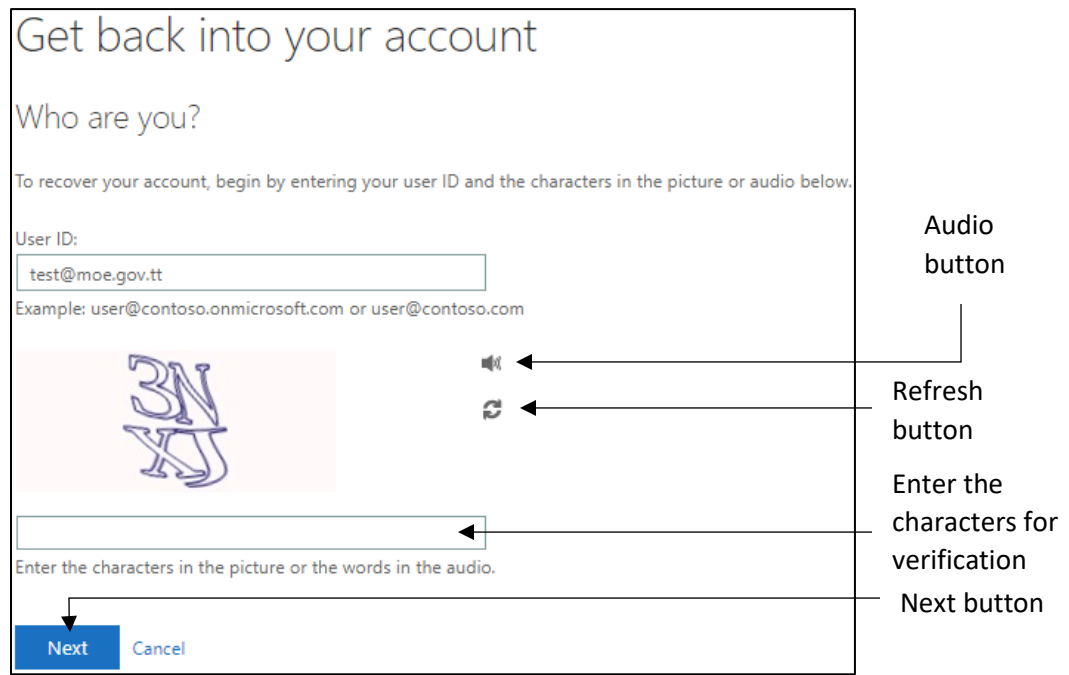 Get back into your account
Who are you?
To recover your account, begin by entering your user ID and the characters in the picture or audio below.
User ID:
test@moe.gov.tt
Example: user@contoso.onmicrosoft.com or user@contoso.com
3N
XJ
Enter the characters in the picture or the words in the audio.
Next
Cancel
Audio
button
Refresh
button
Enter the
characters for
verification
Next button